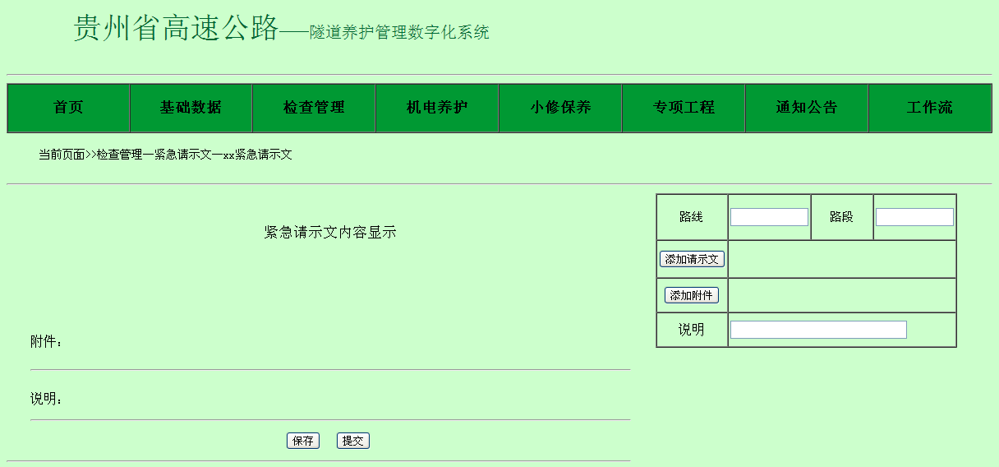 贵州省高速公路——隧道养护管理数字化系统
首页 基础数据 检查管理 机电养护 小修保养 专项工程 通知公告 工作流
当前页面>>检查管理—紧急请示文—xx紧急请示文
紧急请示文内容显示
附件:
说明:
保存 提交
路线 路段
添加请示文
添加附件
说明